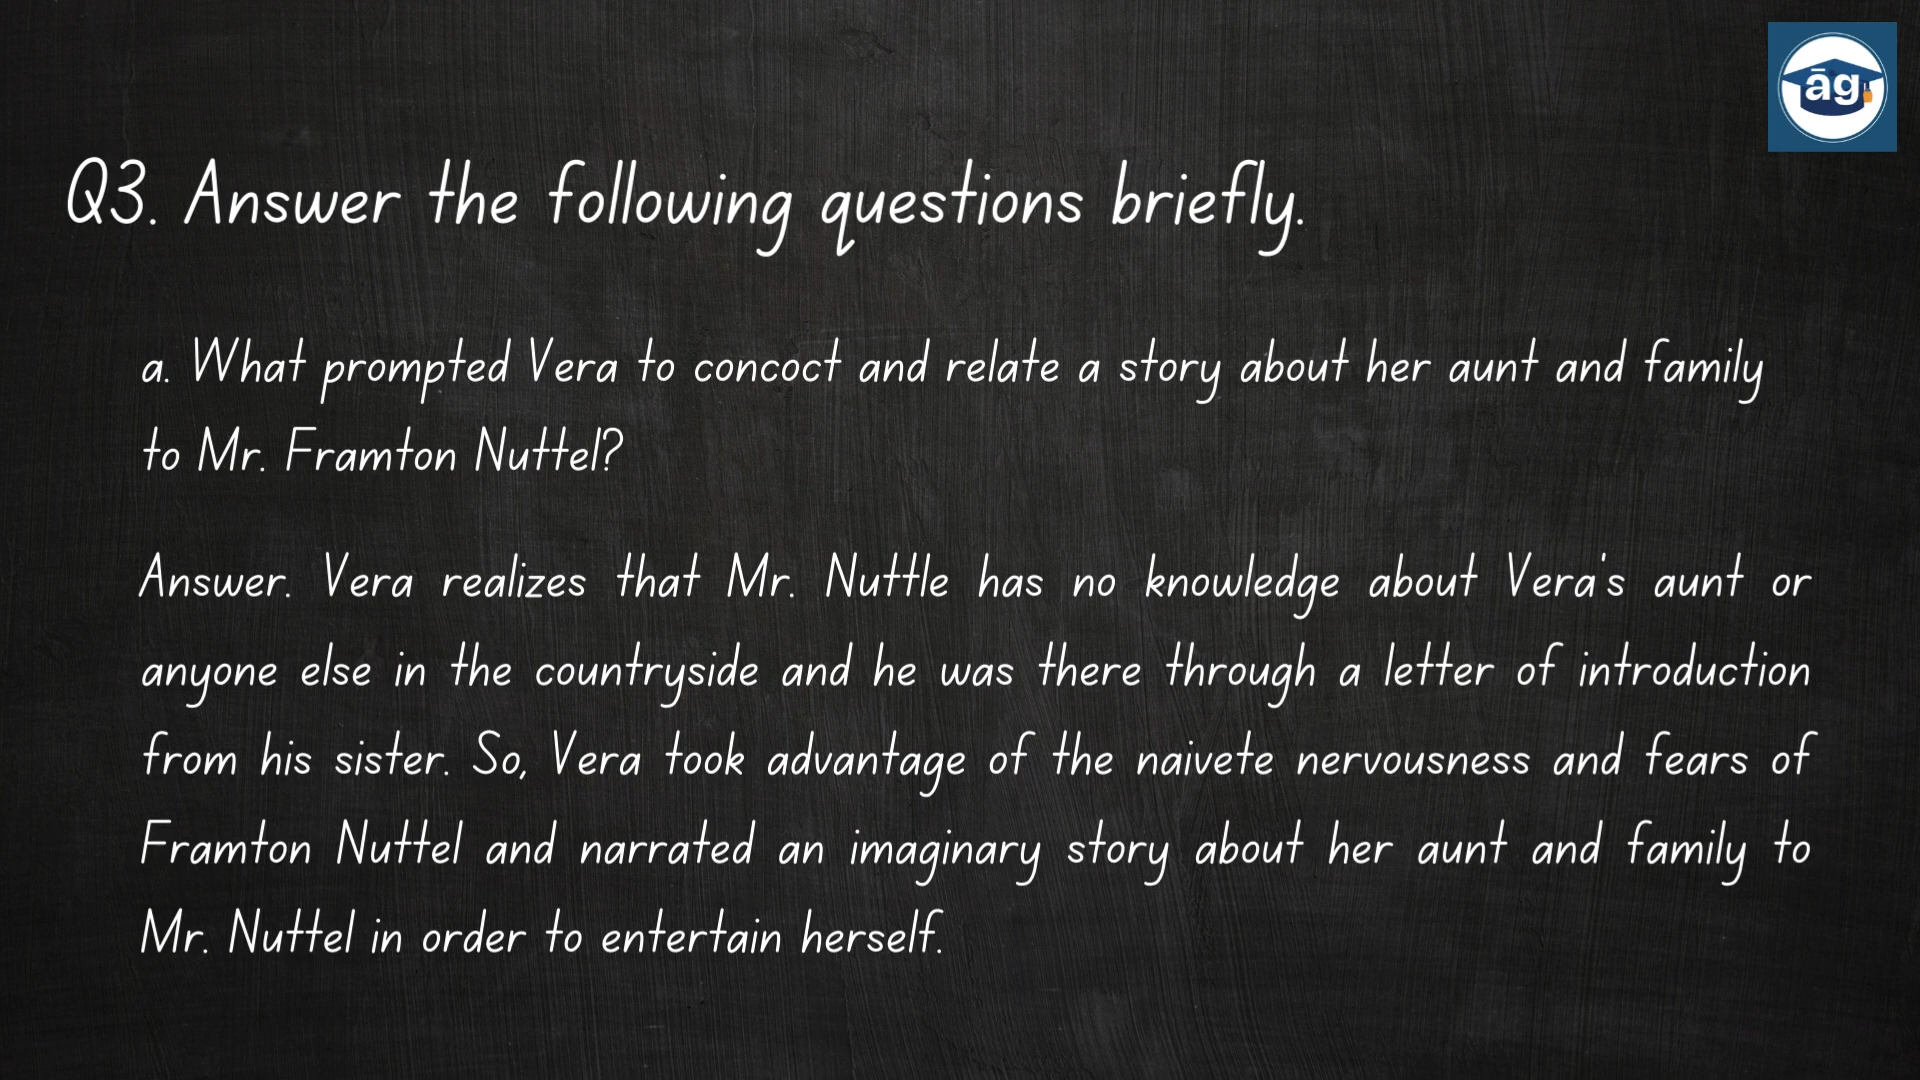 āg
Q3. Answer the following questions briefly.
a. What prompted Vera to concoct and relate a story about her aunt and family
to Mr. Framton Nuttel?
Answer. Vera realizes that Mr. Nuttle has no knowledge about Vera's aunt or
anyone else in the countryside and he was there through a letter of introduction
from his sister. So, Vera took advantage of the naivete nervousness and fears of
Framton Nuttel and narrated an imaginary story about her aunt and family to
Mr. Nuttel in order to entertain herself.